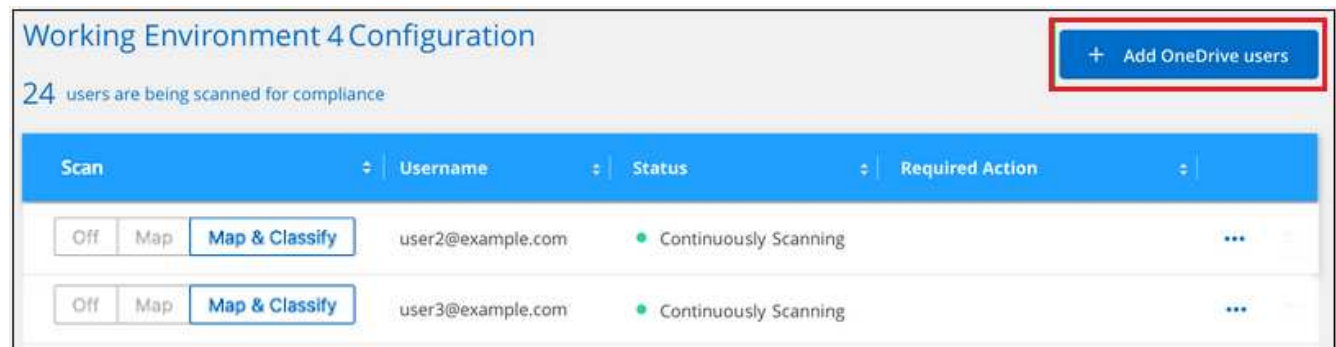 Working Environment 4 Configuration
+ Add OneDrive users
24 users are being scanned for compliance
Scan Username Status Required Action
Off Map Map & Classify user2@example.com Continuously Scanning ...
Off Map Map & Classify user3@example.com Continuously Scanning ...